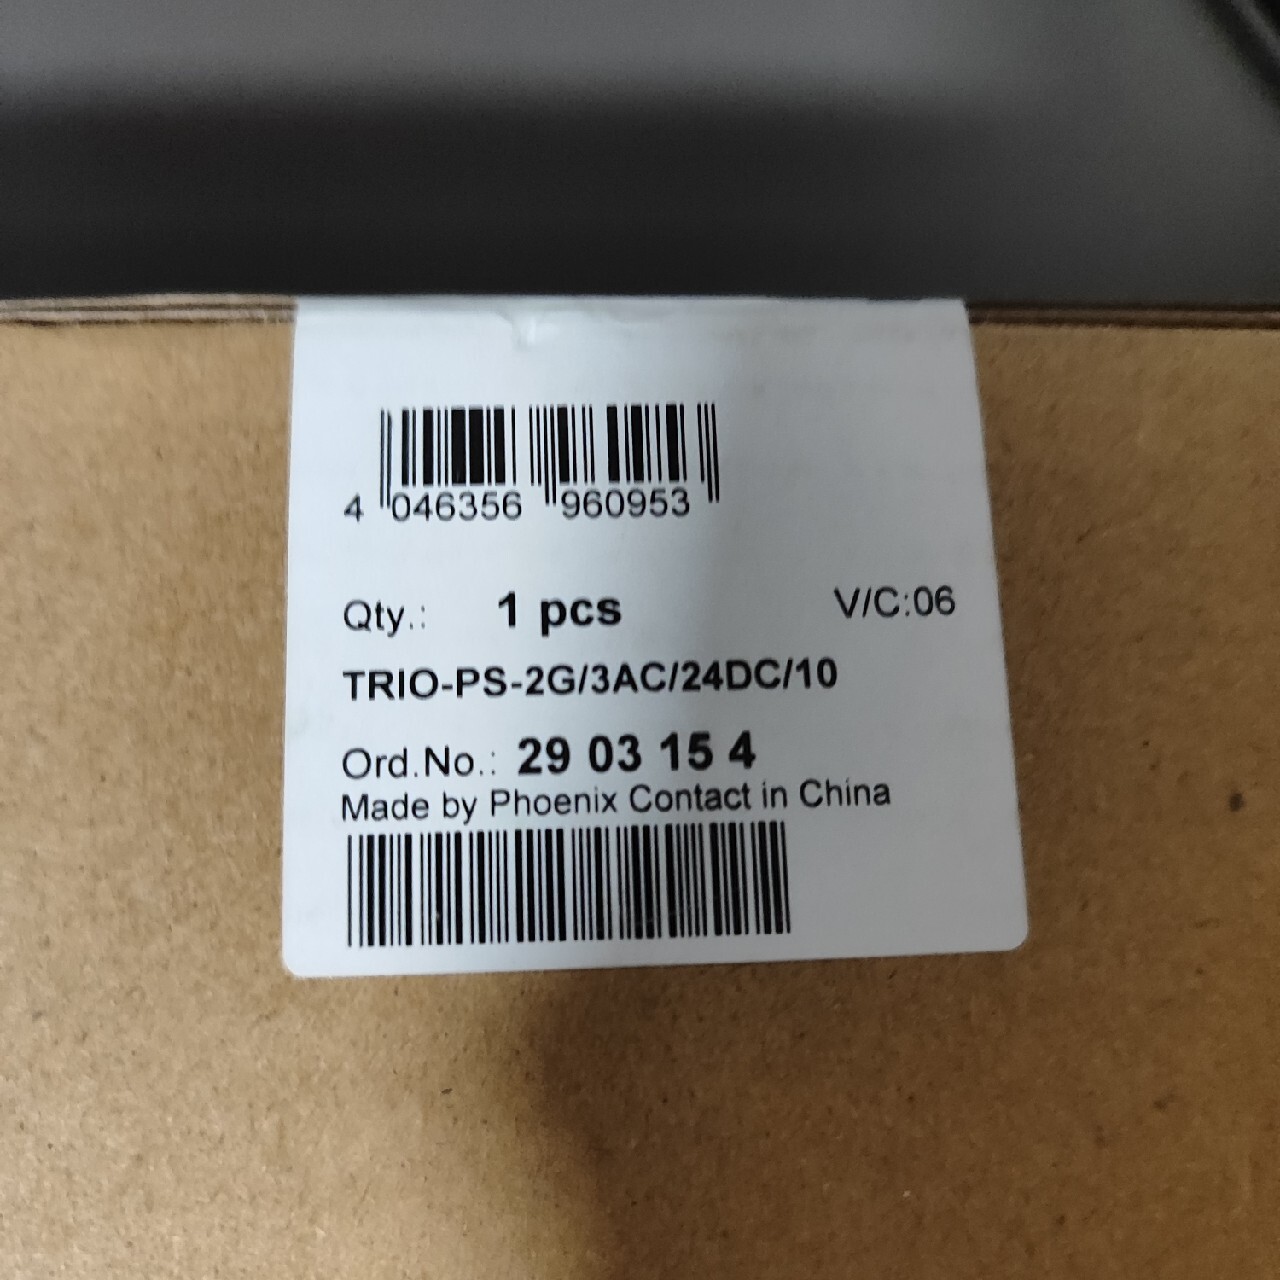 4 046356 960953
Qty.: 1 pcs V/C:06
TRIO-PS-2G/3AC/24DC/10
Ord.No.: 29 03 15 4
Made by Phoenix Contact in China